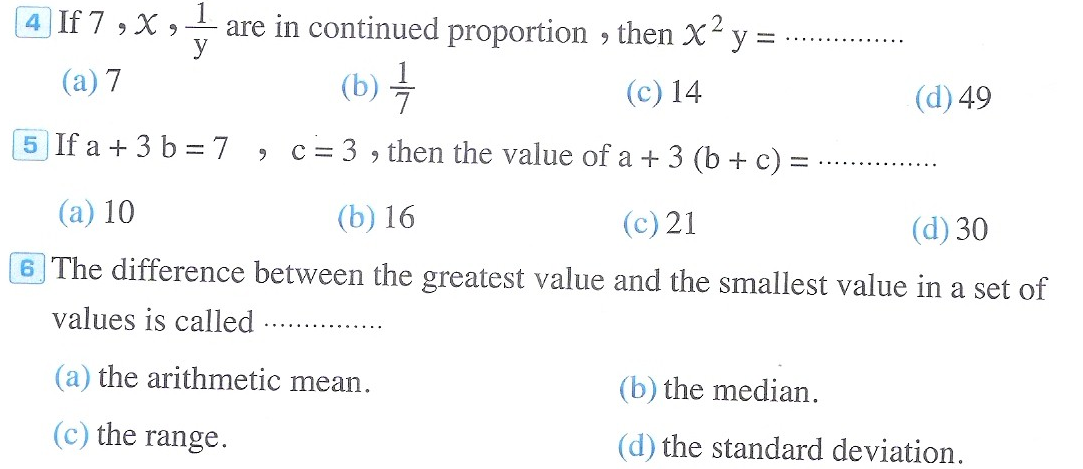 4 If 7 , x , 1/y are in continued proportion , then x² y = ...............
(a) 7 (b) 1/7 (c) 14 (d) 49
5 If a + 3 b = 7 , c = 3 , then the value of a + 3 (b + c) = ...............
(a) 10 (b) 16 (c) 21 (d) 30
6 The difference between the greatest value and the smallest value in a set of
values is called ...............
(a) the arithmetic mean. (b) the median.
(c) the range. (d) the standard deviation.